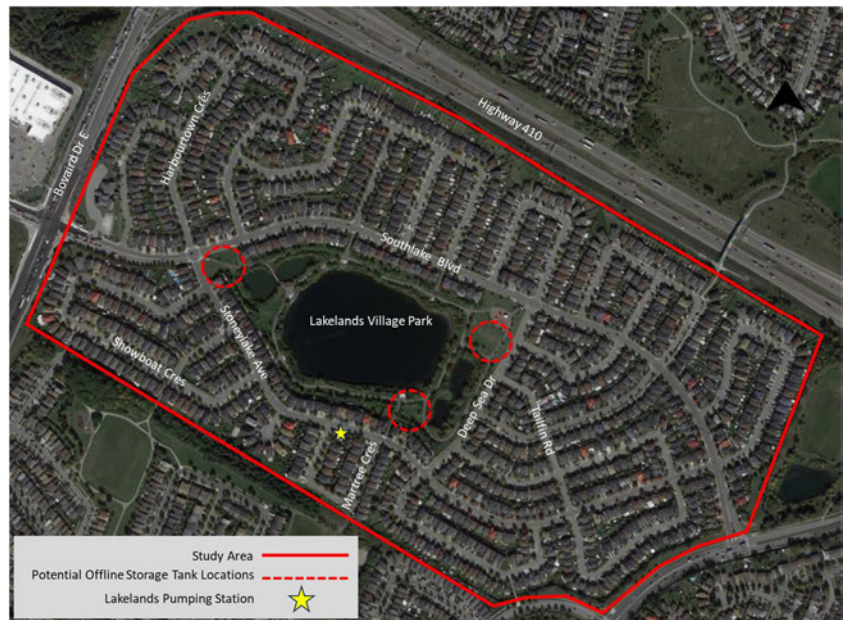 N
Highway 410
Bovaird Dr E
Harbourtown Cres
Southlake Blvd
Lakelands Village Park
Stoneylake Ave
Showboat Cres
Deep Sea Dr
Tailfin Rd
Martree Cres
Study Area
Potential Offline Storage Tank Locations
Lakelands Pumping Station